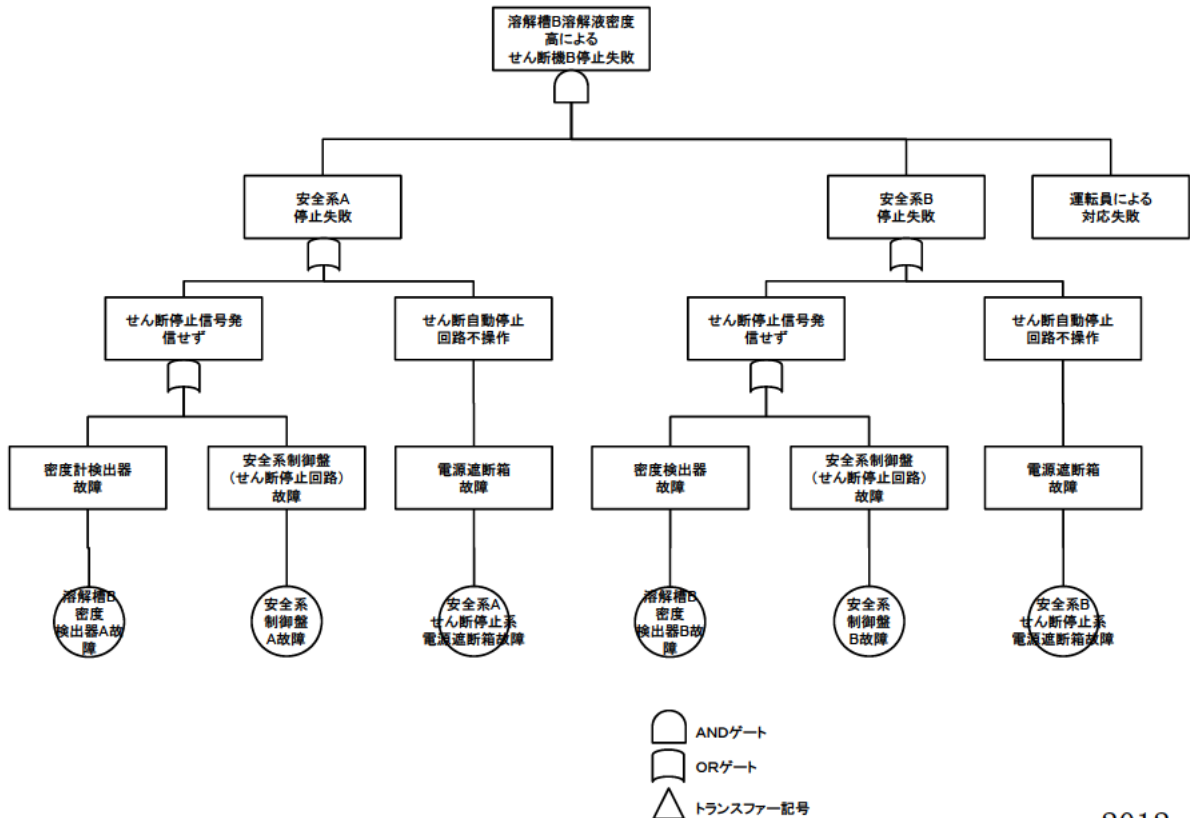 溶解槽B溶解液密度
高による
せん断機B停止失敗
安全系A
停止失敗
安全系B
停止失敗
運転員による
対応失敗
せん断停止信号発
信せず
せん断自動停止
回路不操作
せん断停止信号発
信せず
せん断自動停止
回路不操作
密度計検出器
故障
安全系制御盤
（せん断停止回路）
故障
電源遮断箱
故障
密度検出器
故障
安全系制御盤
（せん断停止回路）
故障
電源遮断箱
故障
溶解槽B
密度
検出器A故
障
安全系
制御盤
A故障
安全系A
せん断停止系
電源遮断箱故障
溶解槽B
密度
検出器B故
障
安全系
制御盤
B故障
安全系B
せん断停止系
電源遮断箱故障
ANDゲート
ORゲート
トランスファー記号